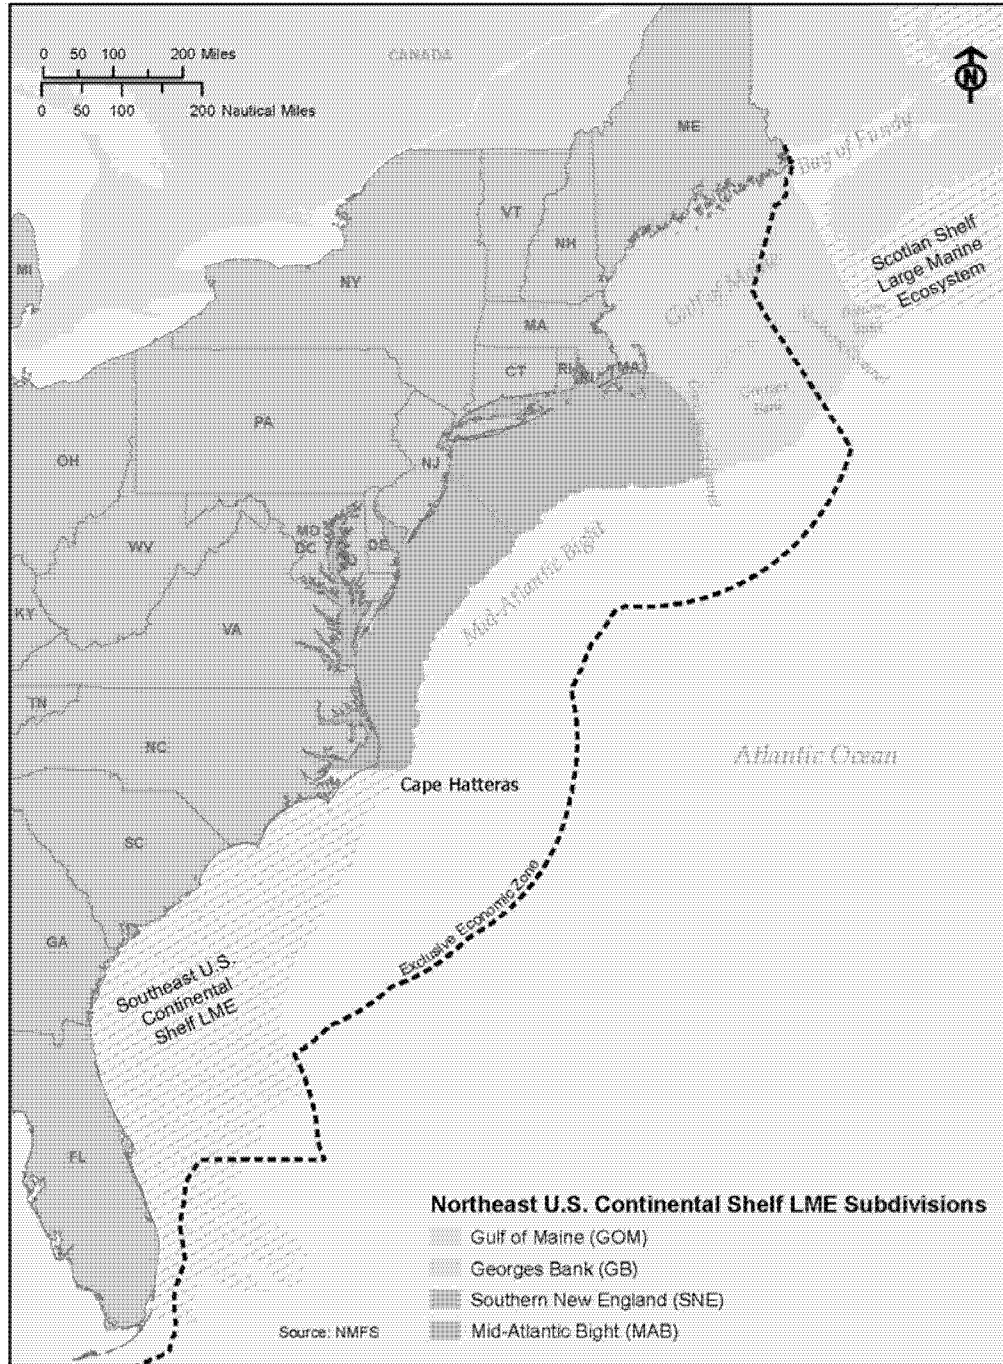 0 50 100 200 Miles
0 50 100 200 Nautical Miles
CANADA
N
ME
Bay of Fundy
VT
NH
MI
NY
Scotian Shelf
Large Marine
Ecosystem
Gulf of Maine
MA
CT
RI
MA
PA
OH
NJ
MD
DC
DE
WV
Mid-Atlantic Bight
KY
VA
TN
NC
Atlantic Ocean
Cape Hatteras
SC
Exclusive Economic Zone
GA
Southeast U.S.
Continental
Shelf LME
FL
Northeast U.S. Continental Shelf LME Subdivisions
Gulf of Maine (GOM)
Georges Bank (GB)
Southern New England (SNE)
Mid-Atlantic Bight (MAB)
Source: NMFS